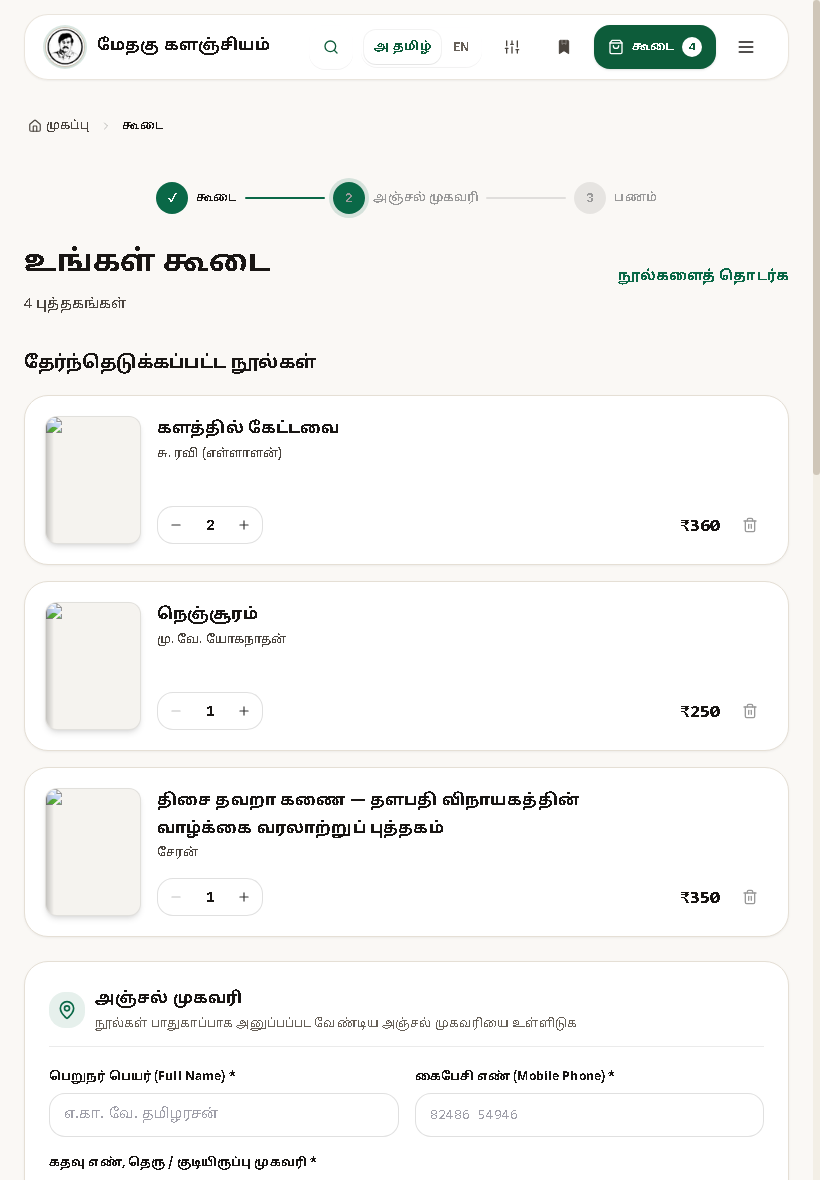 மேதகு களஞ்சியம்
அ தமிழ் EN கூடை 4
முகப்பு > கூடை
✓ கூடை 2 அஞ்சல் முகவரி 3 பணம்
உங்கள் கூடை
நூல்களைத் தொடர்க
4 புத்தகங்கள்
தேர்ந்தெடுக்கப்பட்ட நூல்கள்
களத்தில் கேட்டவை
சு. ரவி (எள்ளாளன்)
− 2 + ₹360
நெஞ்சூரம்
மு. வே. யோகநாதன்
− 1 + ₹250
திசை தவறா கணை — தளபதி விநாயகத்தின்
வாழ்க்கை வரலாற்றுப் புத்தகம்
சேரன்
− 1 + ₹350
அஞ்சல் முகவரி
நூல்கள் பாதுகாப்பாக அனுப்பப்பட வேண்டிய அஞ்சல் முகவரியை உள்ளிடுக
பெறுநர் பெயர் (Full Name) * கைபேசி எண் (Mobile Phone) *
எ.கா. வே. தமிழரசன் 82486 54946
கதவு எண், தெரு / குடியிருப்பு முகவரி *